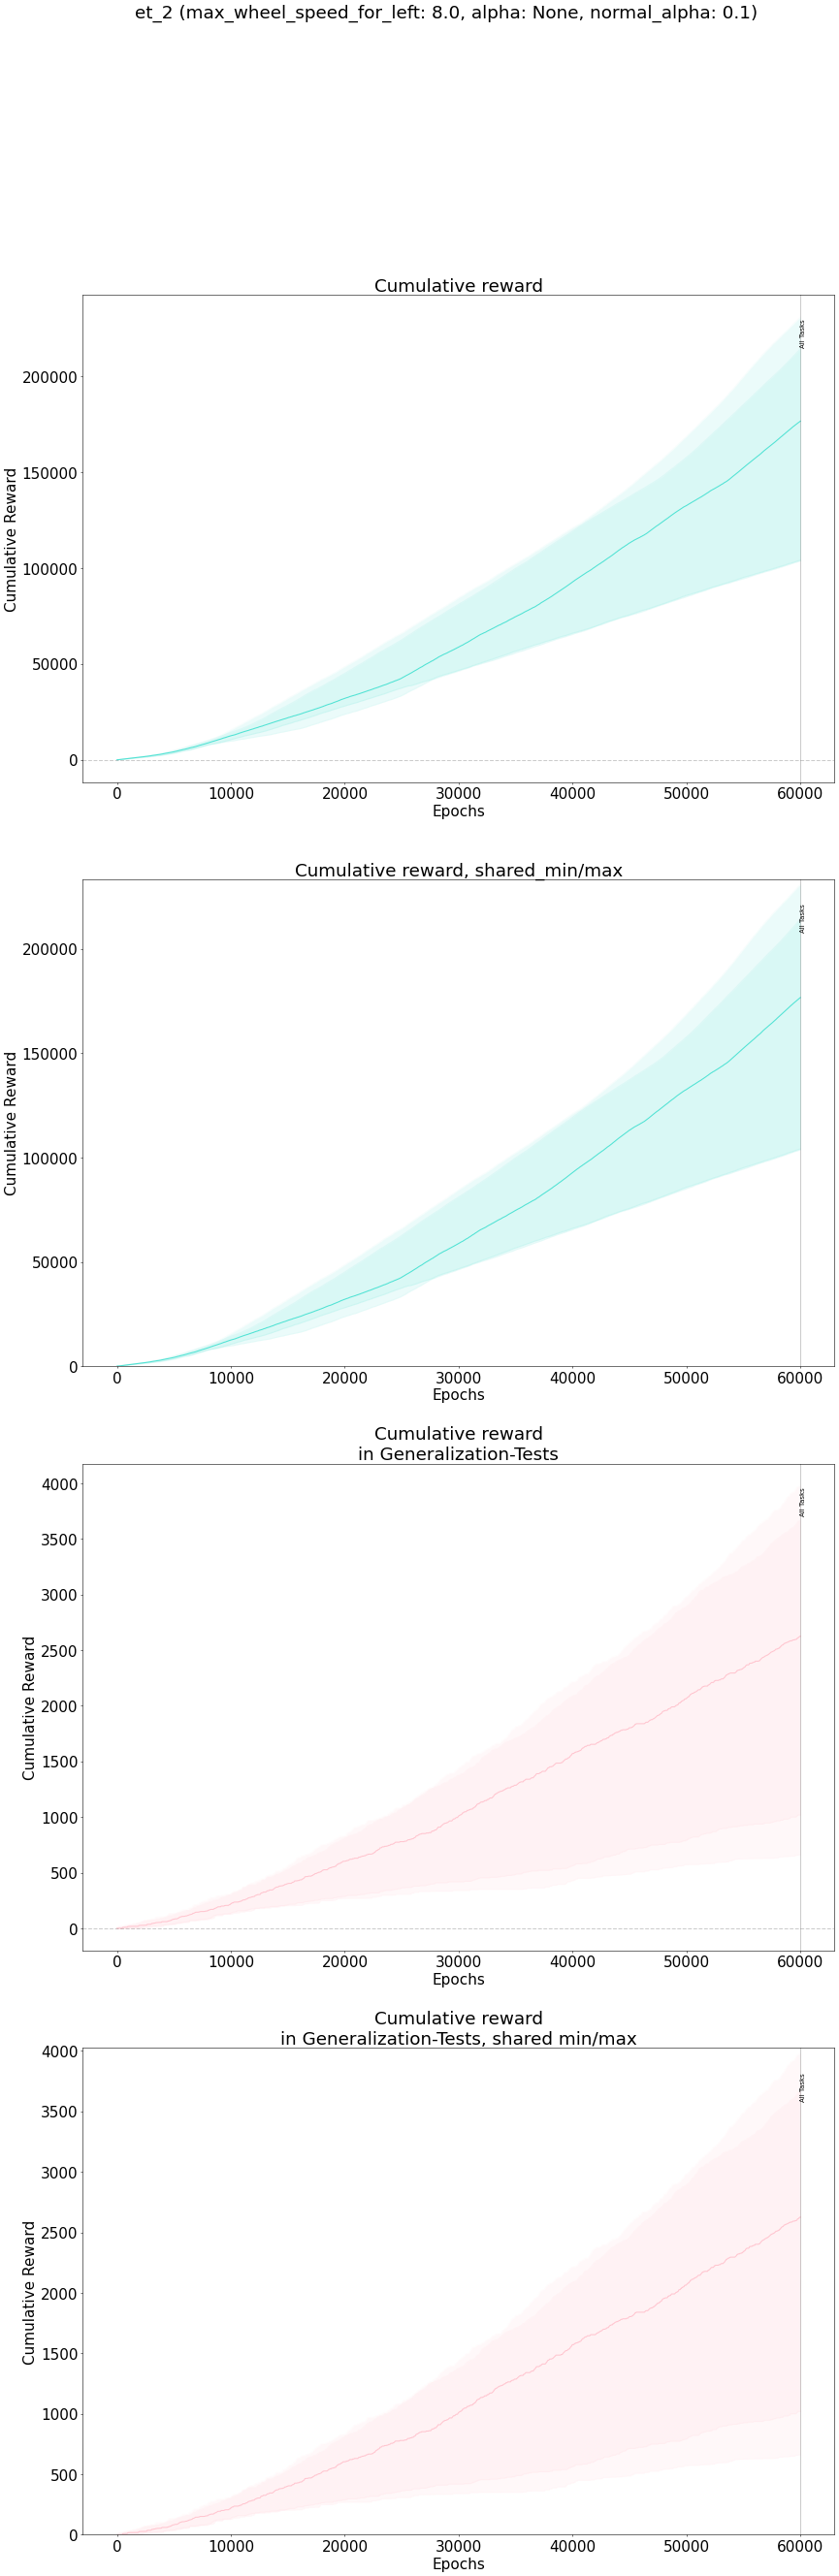 et_2 (max_wheel_speed_for_left: 8.0, alpha: None, normal_alpha: 0.1)
Cumulative reward
All Tasks
200000
150000
100000
50000
0
Cumulative Reward
0 10000 20000 30000 40000 50000 60000
Epochs
Cumulative reward, shared_min/max
All Tasks
200000
150000
100000
50000
0
Cumulative Reward
0 10000 20000 30000 40000 50000 60000
Epochs
Cumulative reward
in Generalization-Tests
All Tasks
4000
3500
3000
2500
2000
1500
1000
500
0
Cumulative Reward
0 10000 20000 30000 40000 50000 60000
Epochs
Cumulative reward
in Generalization-Tests, shared min/max
All Tasks
4000
3500
3000
2500
2000
1500
1000
500
0
Cumulative Reward
0 10000 20000 30000 40000 50000 60000
Epochs